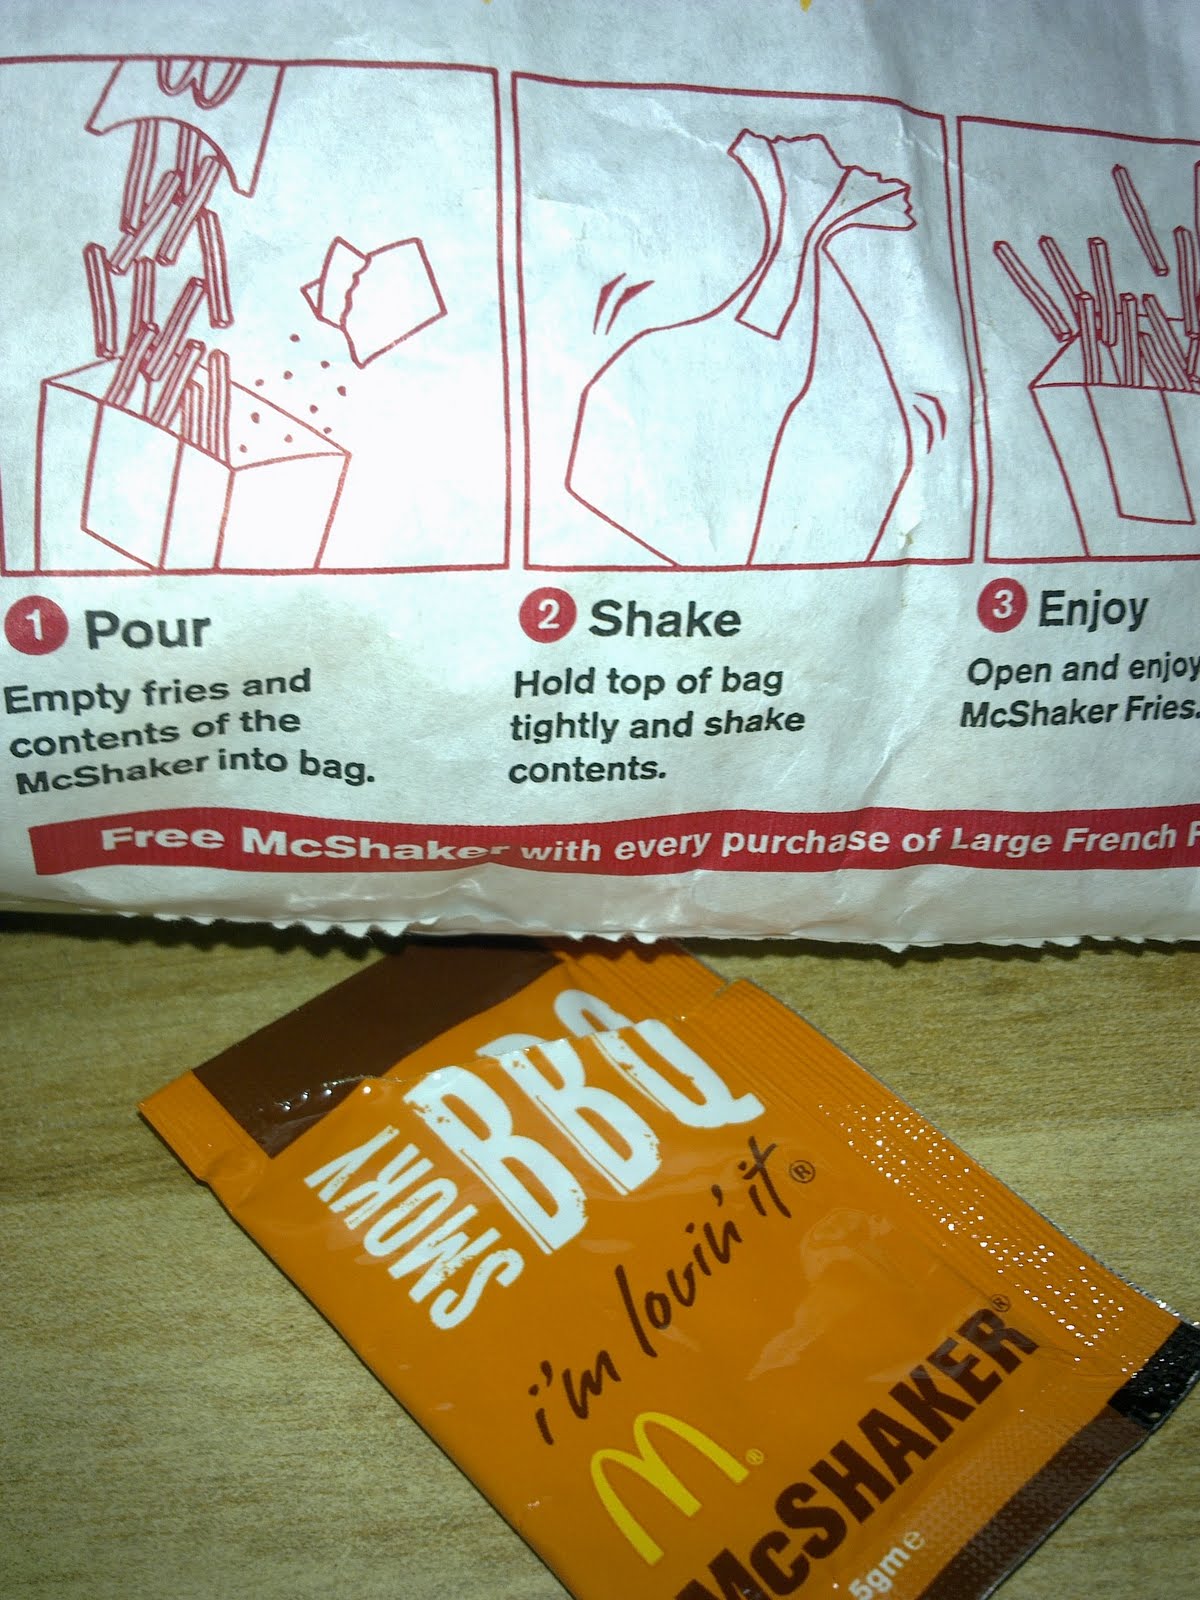 1 Pour
Empty fries and
contents of the
McShaker into bag.
2 Shake
Hold top of bag
tightly and shake
contents.
3 Enjoy
Open and enjoy
McShaker Fries.
Free McShaker with every purchase of Large French F
SMOKY
BBQ
i'm lovin' it®
M®
McSHAKER®
5gm e